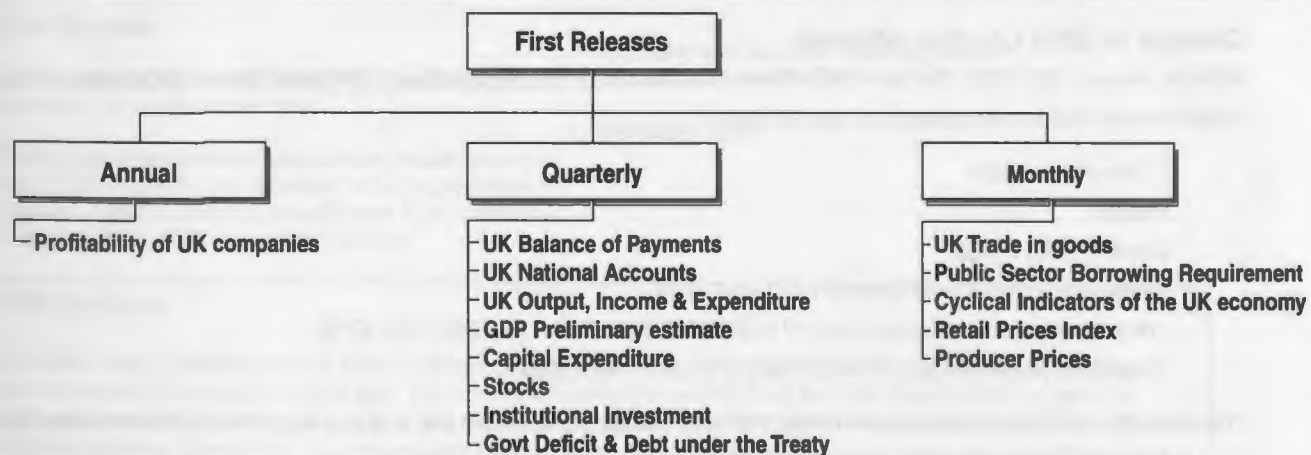 First Releases
Annual
Profitability of UK companies
Quarterly
UK Balance of Payments
UK National Accounts
UK Output, Income & Expenditure
GDP Preliminary estimate
Capital Expenditure
Stocks
Institutional Investment
Govt Deficit & Debt under the Treaty
Monthly
UK Trade in goods
Public Sector Borrowing Requirement
Cyclical Indicators of the UK economy
Retail Prices Index
Producer Prices